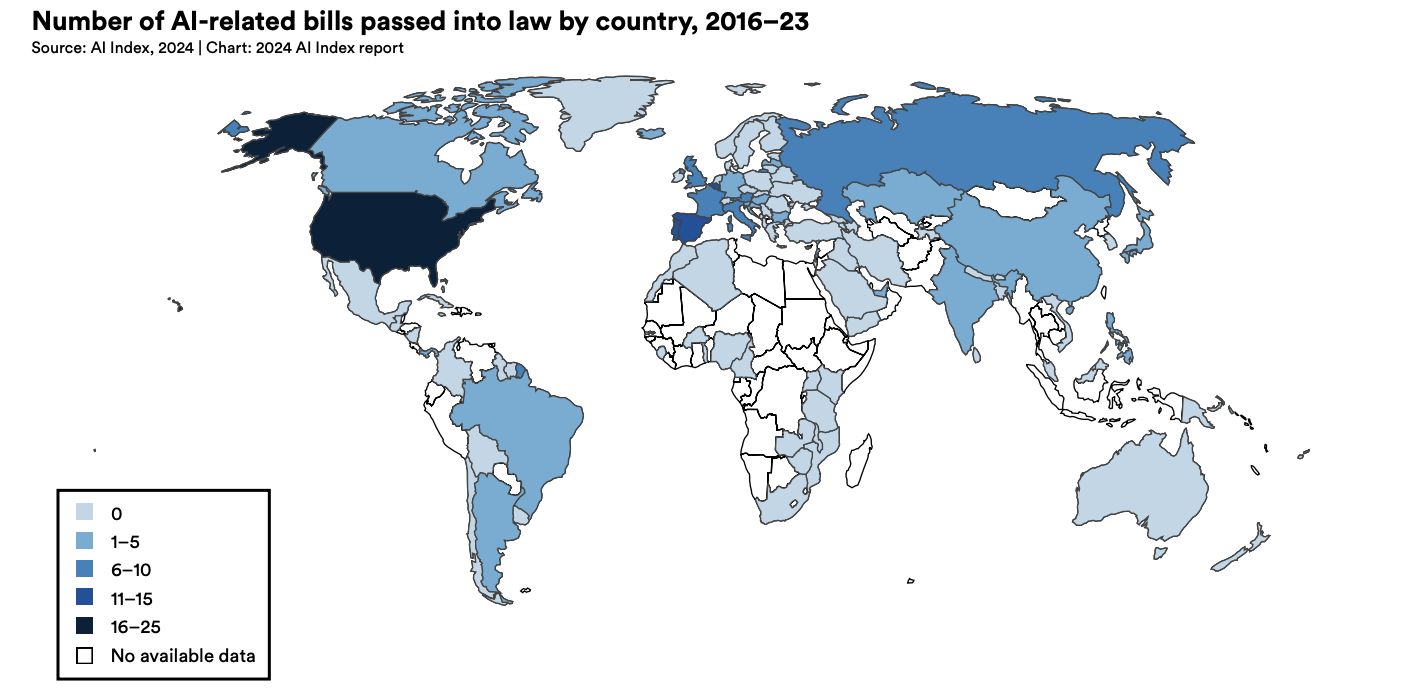 Number of AI-related bills passed into law by country, 2016–23
Source: AI Index, 2024 | Chart: 2024 AI Index report
0
1–5
6–10
11–15
16–25
No available data